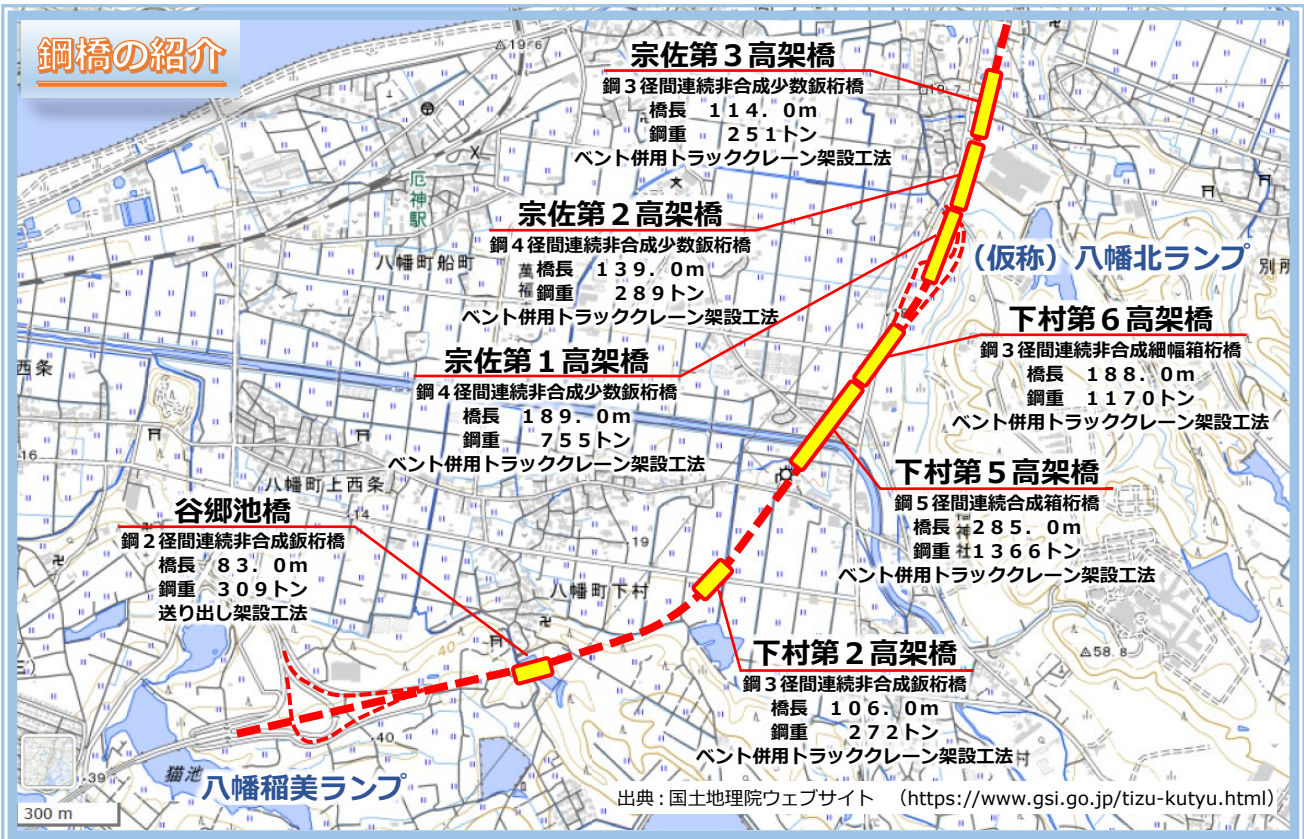 鋼橋の紹介
宗佐第3高架橋
鋼3径間連続非合成少数鈑桁橋
橋長 114.0m
鋼重 251トン
ベント併用トラッククレーン架設工法
宗佐第2高架橋
鋼4径間連続非合成少数鈑桁橋
橋長 139.0m
鋼重 289トン
ベント併用トラッククレーン架設工法
宗佐第1高架橋
鋼4径間連続非合成少数鈑桁橋
橋長 189.0m
鋼重 755トン
ベント併用トラッククレーン架設工法
(仮称)八幡北ランプ
下村第6高架橋
鋼3径間連続非合成細幅箱桁橋
橋長 188.0m
鋼重 1170トン
ベント併用トラッククレーン架設工法
下村第5高架橋
鋼5径間連続合成箱桁橋
橋長 285.0m
鋼重 1366トン
ベント併用トラッククレーン架設工法
谷郷池橋
鋼2径間連続非合成鈑桁橋
橋長 83.0m
鋼重 309トン
送り出し架設工法
下村第2高架橋
鋼3径間連続非合成鈑桁橋
橋長 106.0m
鋼重 272トン
ベント併用トラッククレーン架設工法
八幡稲美ランプ
厄神駅
八幡町船町
八幡町上西条
八幡町下村
西条
別所
猫池
19.6
19.7
16
14
19
40
40
39
58.8
300 m
出典:国土地理院ウェブサイト (https://www.gsi.go.jp/tizu-kutyu.html)